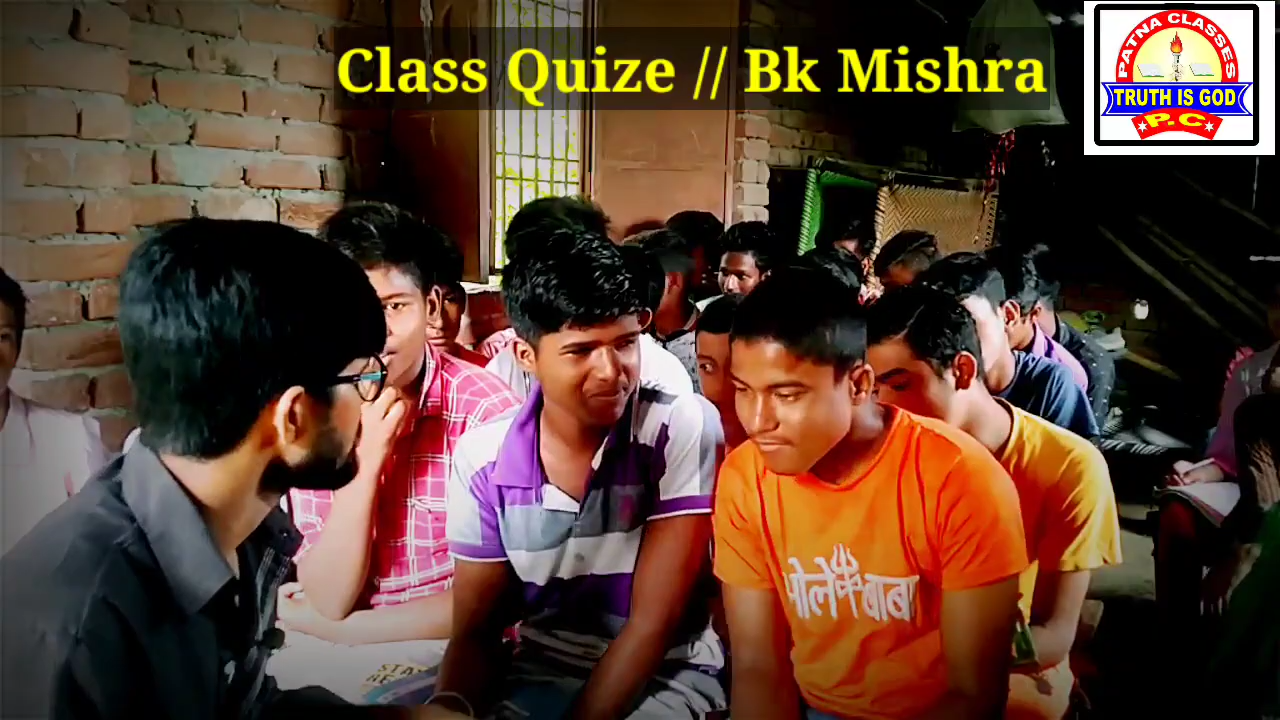 Class Quize // Bk Mishra
PATNA CLASSES
TRUTH IS GOD
P.C
भोले बाबा